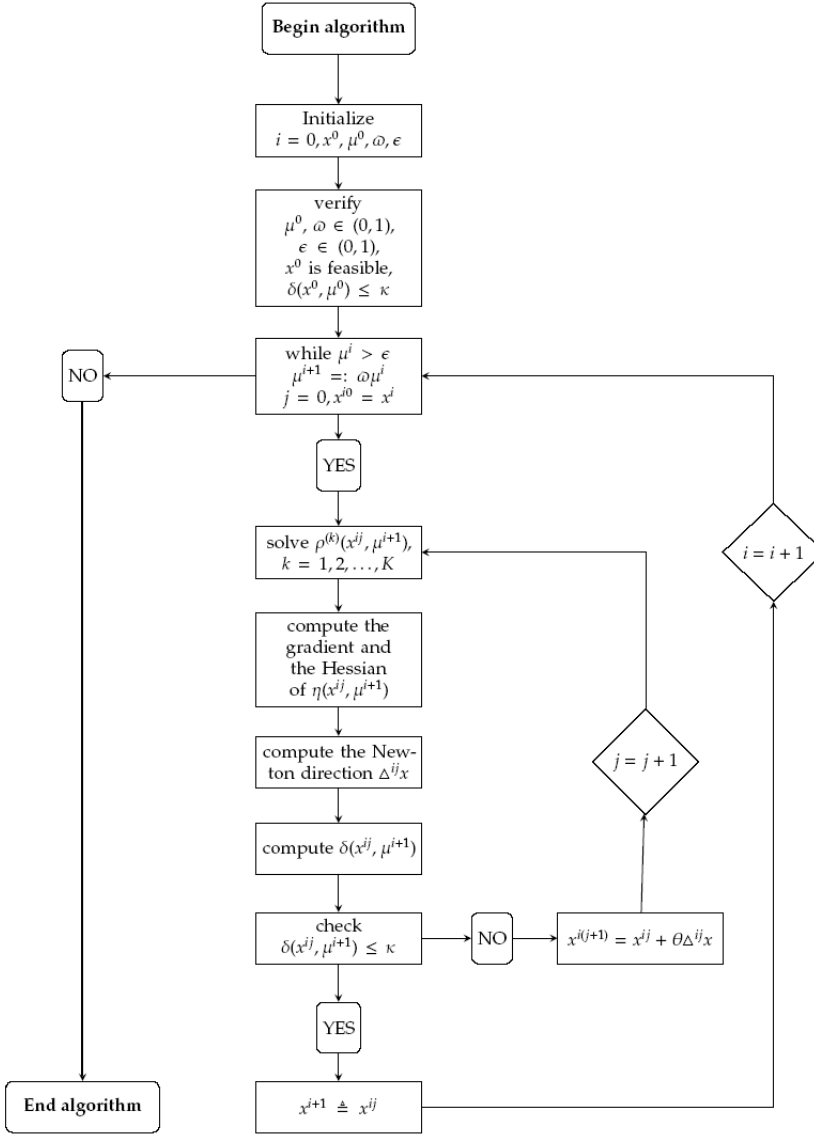 Begin algorithm
Initialize
i = 0, x⁰, μ⁰, ϖ, ϵ
verify
μ⁰, ϖ ∈ (0, 1),
ϵ ∈ (0, 1),
x⁰ is feasible,
δ(x⁰, μ⁰) ≤ κ
while μⁱ > ϵ
μⁱ⁺¹ =: ϖμⁱ
j = 0, xⁱ⁰ = xⁱ
NO
YES
solve ρ⁽ᵏ⁾(xⁱʲ, μⁱ⁺¹),
k = 1, 2, . . . , K
i = i + 1
compute the
gradient and
the Hessian
of η(xⁱʲ, μⁱ⁺¹)
compute the New-
ton direction △ⁱʲx
j = j + 1
compute δ(xⁱʲ, μⁱ⁺¹)
check
δ(xⁱʲ, μⁱ⁺¹) ≤ κ
NO
xⁱ⁽ʲ⁺¹⁾ = xⁱʲ + θ△ⁱʲx
YES
xⁱ⁺¹ ≜ xⁱʲ
End algorithm